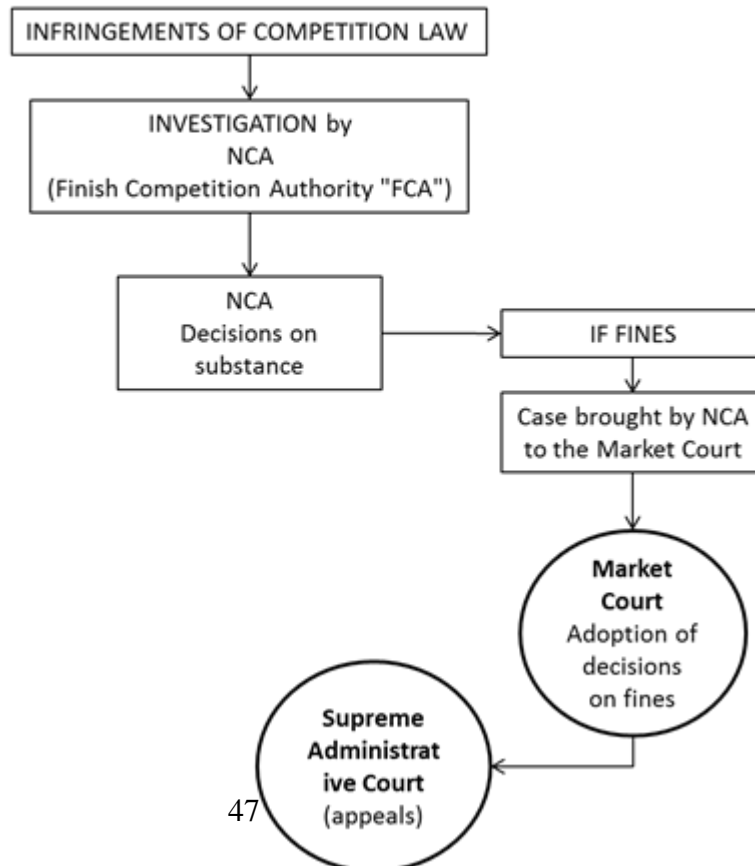 INFRINGEMENTS OF COMPETITION LAW
INVESTIGATION by
NCA
(Finish Competition Authority "FCA")
NCA
Decisions on
substance
IF FINES
Case brought by NCA
to the Market Court
Market
Court
Adoption of
decisions
on fines
Supreme
Administrat
ive Court
(appeals)
47